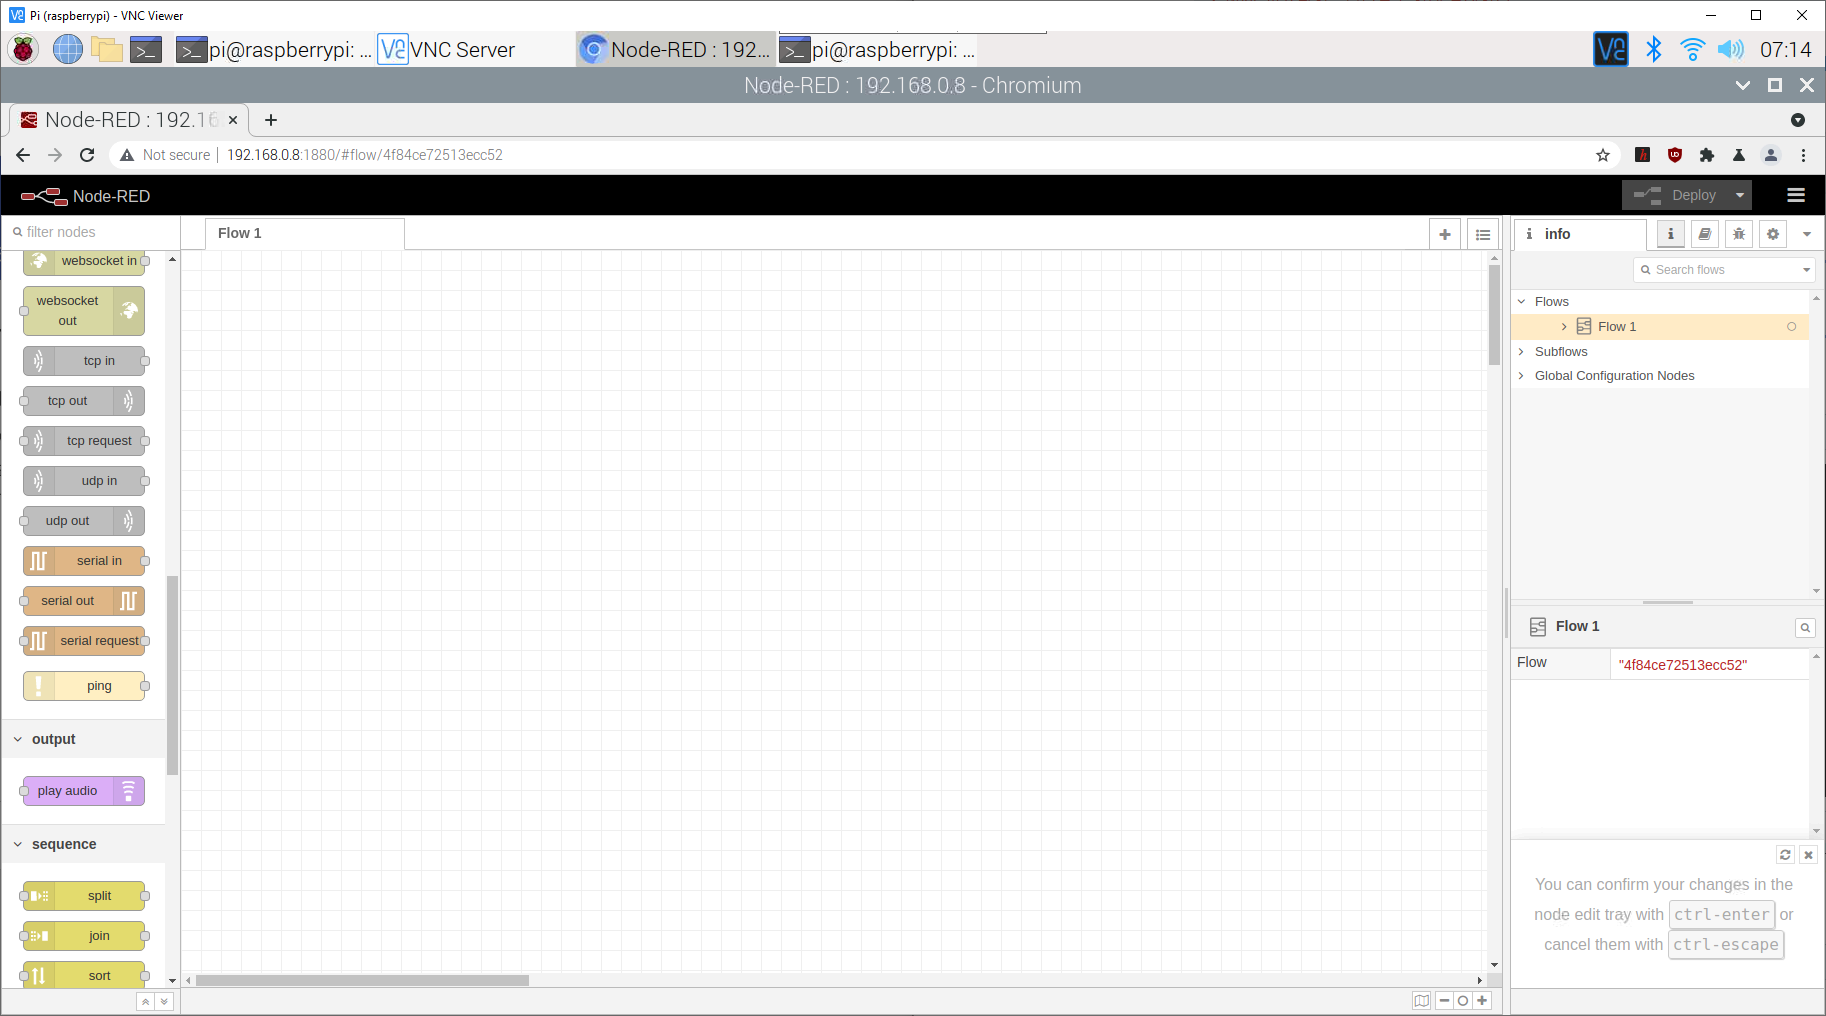 Pi (raspberrypi) - VNC Viewer
pi@raspberrypi: ...
VNC Server
Node-RED : 192...
pi@raspberrypi: ...
07:14
Node-RED : 192.168.0.8 - Chromium
Node-RED : 192.16
Not secure
192.168.0.8:1880/#flow/4f84ce72513ecc52
Node-RED
Deploy
filter nodes
Flow 1
info
websocket in
websocket
out
tcp in
tcp out
tcp request
udp in
udp out
serial in
serial out
serial request
ping
output
play audio
sequence
split
join
sort
Search flows
Flows
Flow 1
Subflows
Global Configuration Nodes
Flow 1
Flow
"4f84ce72513ecc52"
You can confirm your changes in the
node edit tray with ctrl-enter or
cancel them with ctrl-escape